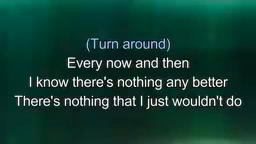 (Turn around)
Every now and then
I know there's nothing any better
There's nothing that I just wouldn't do